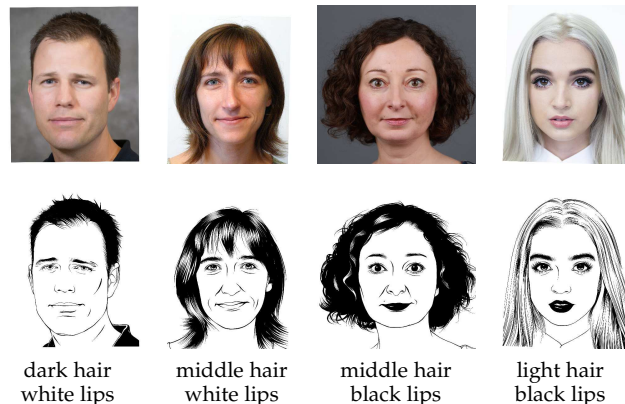 dark hair
white lips
middle hair
white lips
middle hair
black lips
light hair
black lips